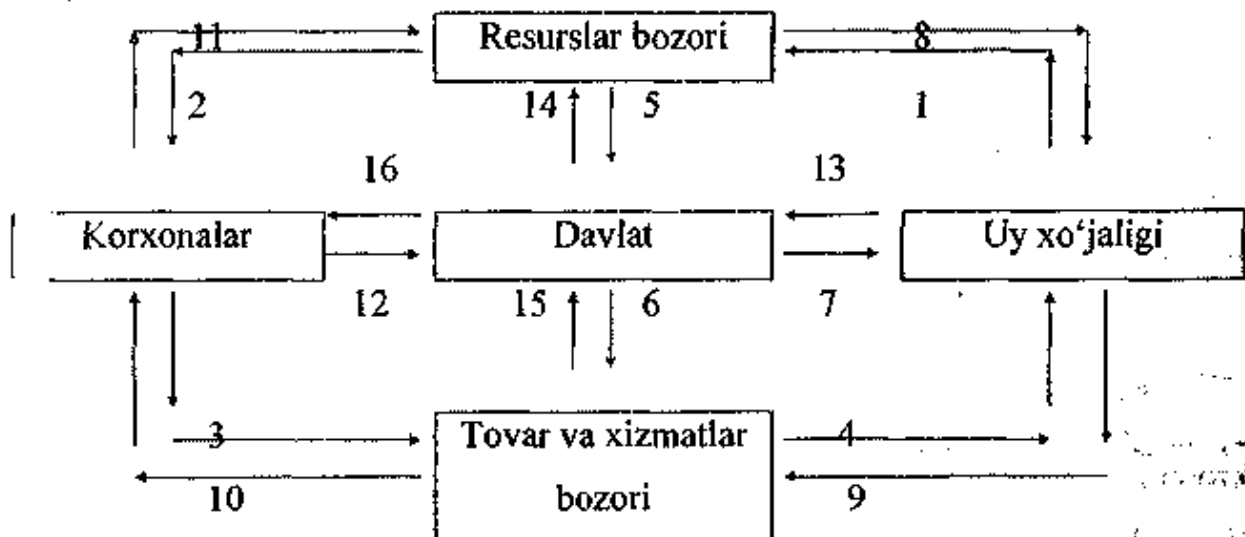 11
Resurslar bozori
8
2
14
5
1
16
13
Korxonalar
Davlat
Uy xo‘jaligi
12
15
6
7
3
Tovar va xizmatlar
bozori
4
10
9